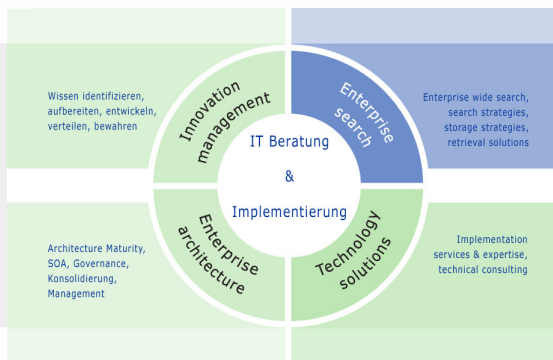 Wissen identifizieren,
aufbereiten, entwickeln,
verteilen, bewahren
Innovation
management
Enterprise
search
Enterprise wide search,
search strategies,
storage strategies,
retrieval solutions
IT Beratung
&
Implementierung
Architecture Maturity,
SOA, Governance,
Konsolidierung,
Management
Enterprise
architecture
Technology
solutions
Implementation
services & expertise,
technical consulting